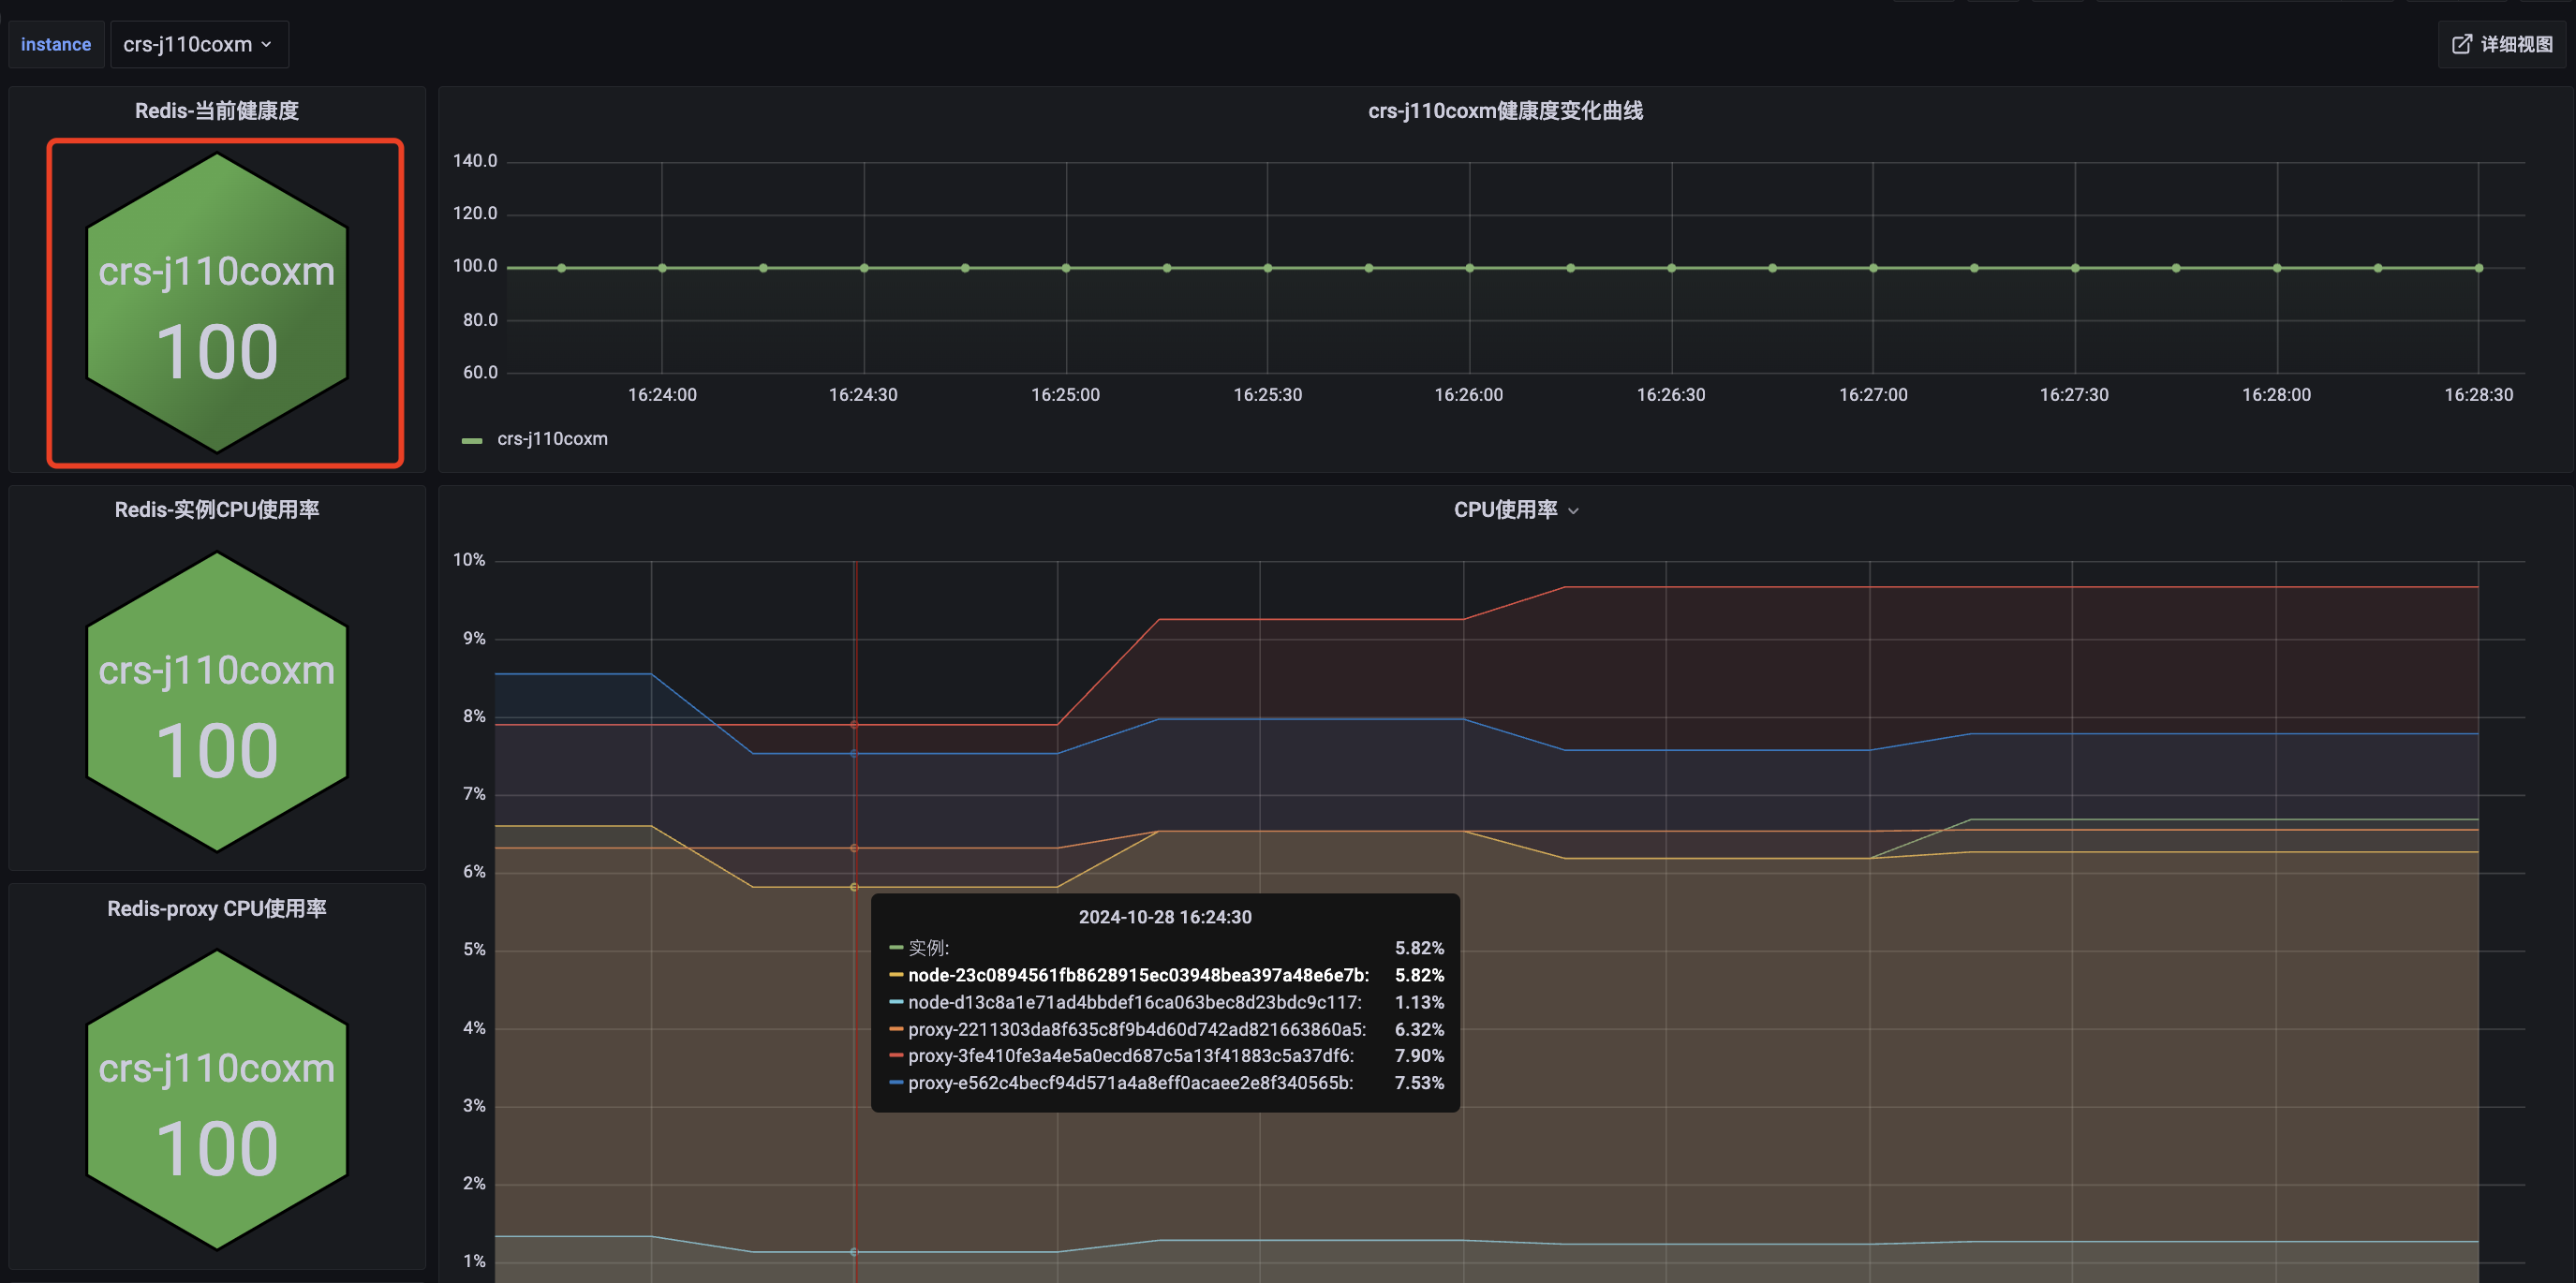 instance
crs-j110coxm
详细视图
Redis-当前健康度
crs-j110coxm
100
crs-j110coxm健康度变化曲线
140.0
120.0
100.0
80.0
60.0
16:24:00 16:24:30 16:25:00 16:25:30 16:26:00 16:26:30 16:27:00 16:27:30 16:28:00 16:28:30
crs-j110coxm
Redis-实例CPU使用率
crs-j110coxm
100
CPU使用率
10%
9%
8%
7%
6%
5%
4%
3%
2%
1%
2024-10-28 16:24:30
实例: 5.82%
node-23c0894561fb8628915ec03948bea397a48e6e7b: 5.82%
node-d13c8a1e71ad4bbdef16ca063bec8d23bdc9c117: 1.13%
proxy-2211303da8f635c8f9b4d60d742ad821663860a5: 6.32%
proxy-3fe410fe3a4e5a0ecd687c5a13f41883c5a37df6: 7.90%
proxy-e562c4becf94d571a4a8eff0acaee2e8f340565b: 7.53%
Redis-proxy CPU使用率
crs-j110coxm
100